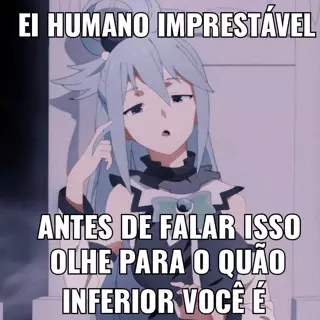 EI HUMANO IMPRESTÁVEL
ANTES DE FALAR ISSO
OLHE PARA O QUÃO
INFERIOR VOCÊ É